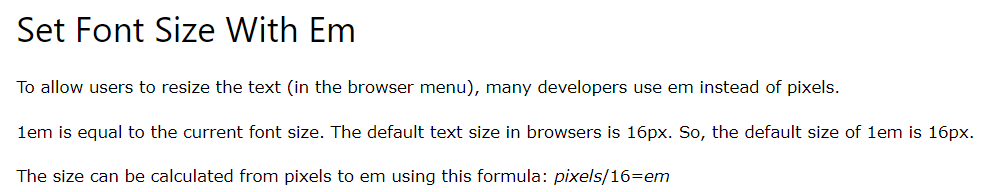 Set Font Size With Em
To allow users to resize the text (in the browser menu), many developers use em instead of pixels.
1em is equal to the current font size. The default text size in browsers is 16px. So, the default size of 1em is 16px.
The size can be calculated from pixels to em using this formula: pixels/16=em